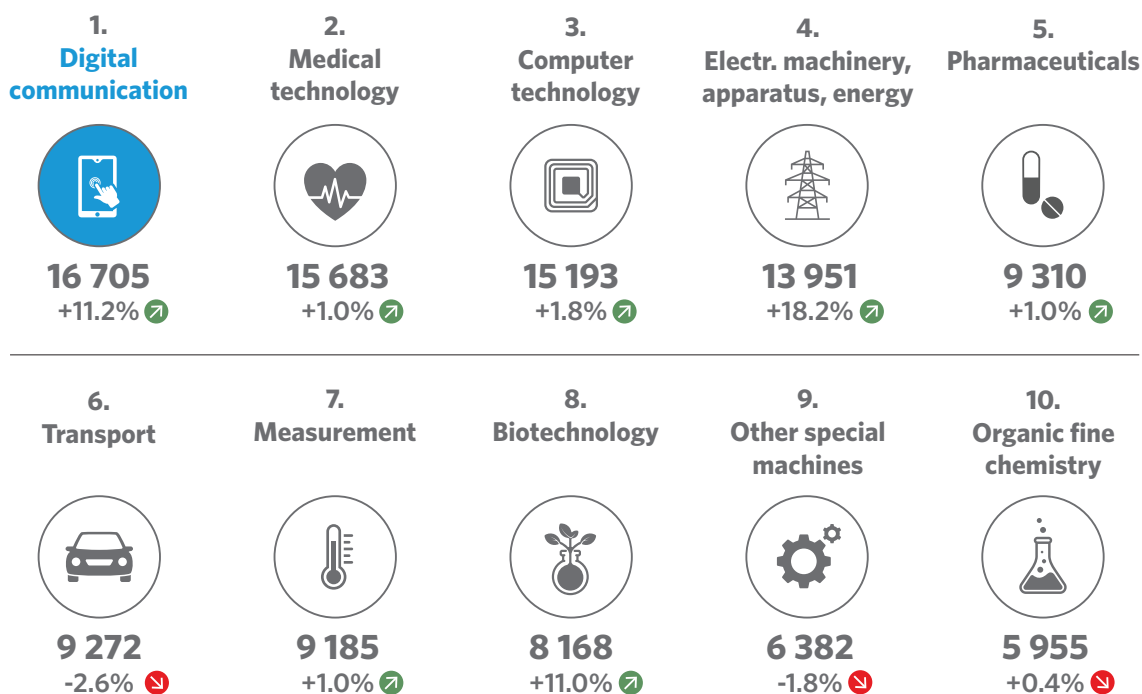 1.
Digital
communication
16 705
+11.2%
2.
Medical
technology
15 683
+1.0%
3.
Computer
technology
15 193
+1.8%
4.
Electr. machinery,
apparatus, energy
13 951
+18.2%
5.
Pharmaceuticals
9 310
+1.0%
6.
Transport
9 272
-2.6%
7.
Measurement
9 185
+1.0%
8.
Biotechnology
8 168
+11.0%
9.
Other special
machines
6 382
-1.8%
10.
Organic fine
chemistry
5 955
+0.4%